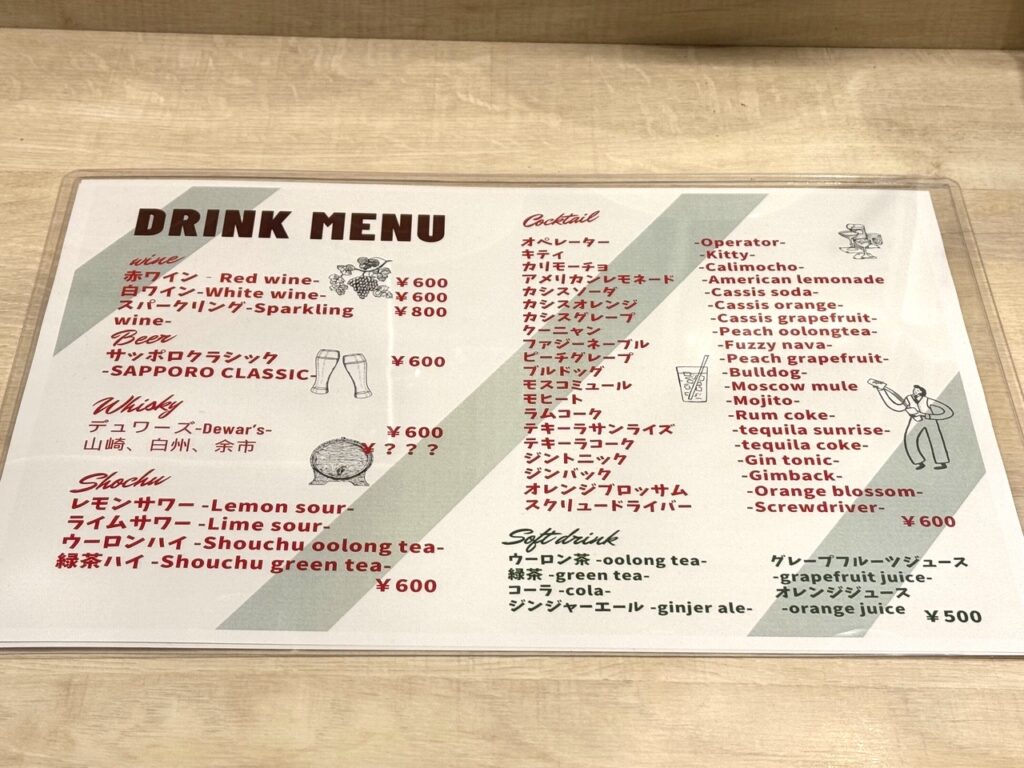 DRINK MENU
wine
赤ワイン - Red wine- ￥600
白ワイン-White wine- ￥600
スパークリング-Sparkling ￥800
wine-
Beer
サッポロクラシック ￥600
-SAPPORO CLASSIC-
Whisky
デュワーズ-Dewar's- ￥600
山崎、白州、余市 ￥？？？
Shochu
レモンサワー -Lemon sour-
ライムサワー -Lime sour-
ウーロンハイ -Shouchu oolong tea-
緑茶ハイ -Shouchu green tea-
￥600
Cocktail
オペレーター -Operator-
キティ -Kitty-
カリモーチョ -Calimocho-
アメリカンレモネード -American lemonade
カシスソーダ -Cassis soda-
カシスオレンジ -Cassis orange-
カシスグレープ -Cassis grapefruit-
クーニャン -Peach oolongtea-
ファジーネーブル -Fuzzy nava-
ピーチグレープ -Peach grapefruit-
ブルドッグ -Bulldog-
モスコミュール -Moscow mule
モヒート -Mojito-
ラムコーク -Rum coke-
テキーラサンライズ -tequila sunrise-
テキーラコーク -tequila coke-
ジントニック -Gin tonic-
ジンバック -Gimback-
オレンジブロッサム -Orange blossom-
スクリュードライバー -Screwdriver-
￥600
Soft drink
ウーロン茶 -oolong tea-
緑茶 -green tea-
コーラ -cola-
ジンジャーエール -ginjer ale-
グレープフルーツジュース
-grapefruit juice-
オレンジジュース
-orange juice ￥500